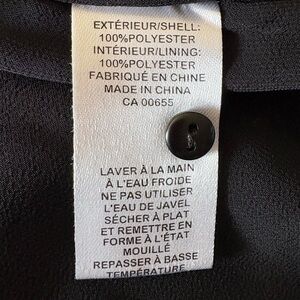 EXTÉRIEUR/SHELL:
100%POLYESTER
INTÉRIEUR/LINING:
100%POLYESTER
FABRIQUÉ EN CHINE
MADE IN CHINA
CA 00655
LAVER À LA MAIN
À L'EAU FROIDE
NE PAS UTILISER
L'EAU DE JAVEL
SÉCHER À PLAT
ET REMETTRE EN
FORME À L'ÉTAT
MOUILLÉ
REPASSER À BASSE
TEMPÉRATURE